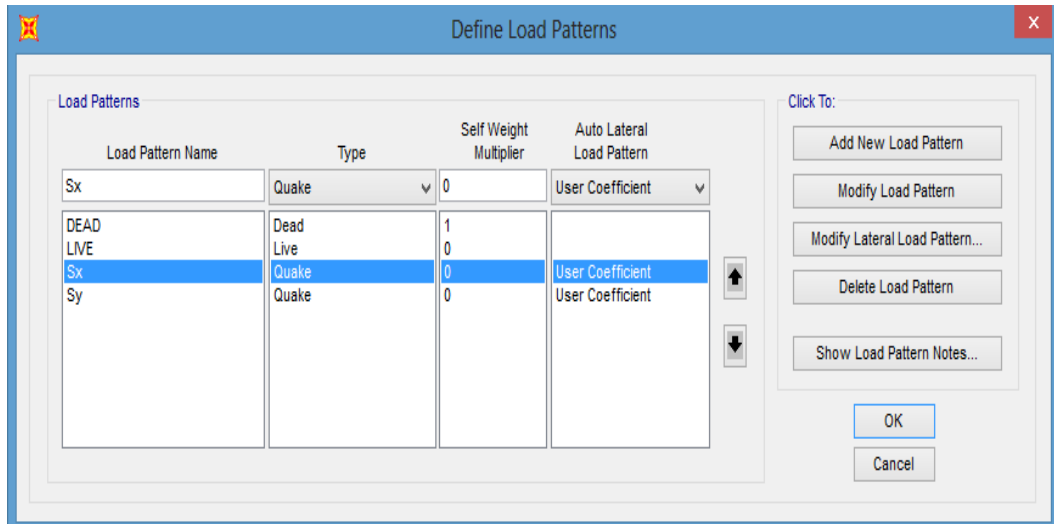 Define Load Patterns
X
Load Patterns
Click To:
Load Pattern Name Type Self Weight Multiplier Auto Lateral Load Pattern
Sx Quake 0 User Coefficient
DEAD Dead 1
LIVE Live 0
Sx Quake 0 User Coefficient
Sy Quake 0 User Coefficient
Add New Load Pattern
Modify Load Pattern
Modify Lateral Load Pattern...
Delete Load Pattern
Show Load Pattern Notes...
OK
Cancel